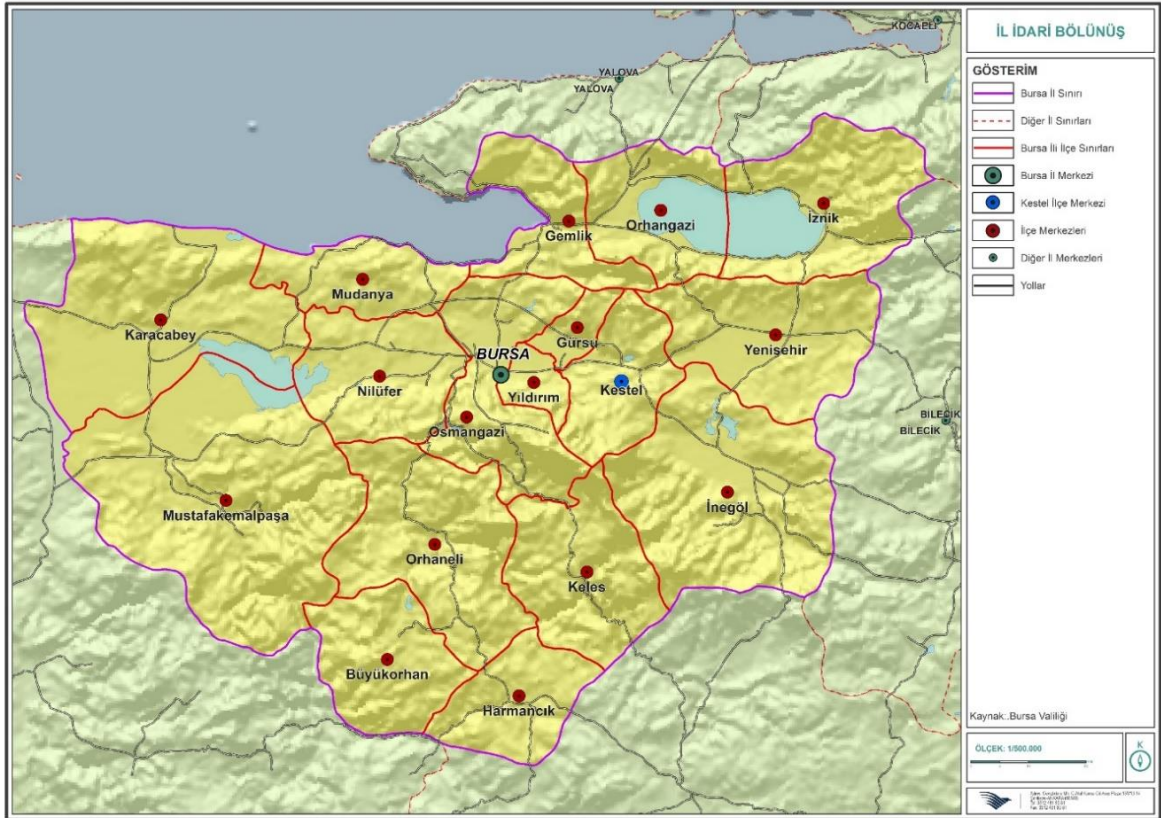 İL İDARİ BÖLÜNÜŞ
GÖSTERİM
Bursa İl Sınırı
Diğer İl Sınırları
Bursa İli İlçe Sınırları
Bursa İl Merkezi
Kestel İlçe Merkezi
İlçe Merkezleri
Diğer İl Merkezleri
Yollar
KOCAELİ
YALOVA
YALOVA
İznik
Orhangazi
Gemlik
Mudanya
Karacabey
Gürsu
Yenişehir
BURSA
Nilüfer
Yıldırım
Kestel
Osmangazi
BİLECİK
BİLECİK
Mustafakemalpaşa
İnegöl
Orhaneli
Keles
Büyükorhan
Harmancık
Kaynak:.Bursa Valiliği
ÖLÇEK: 1/500.000
K